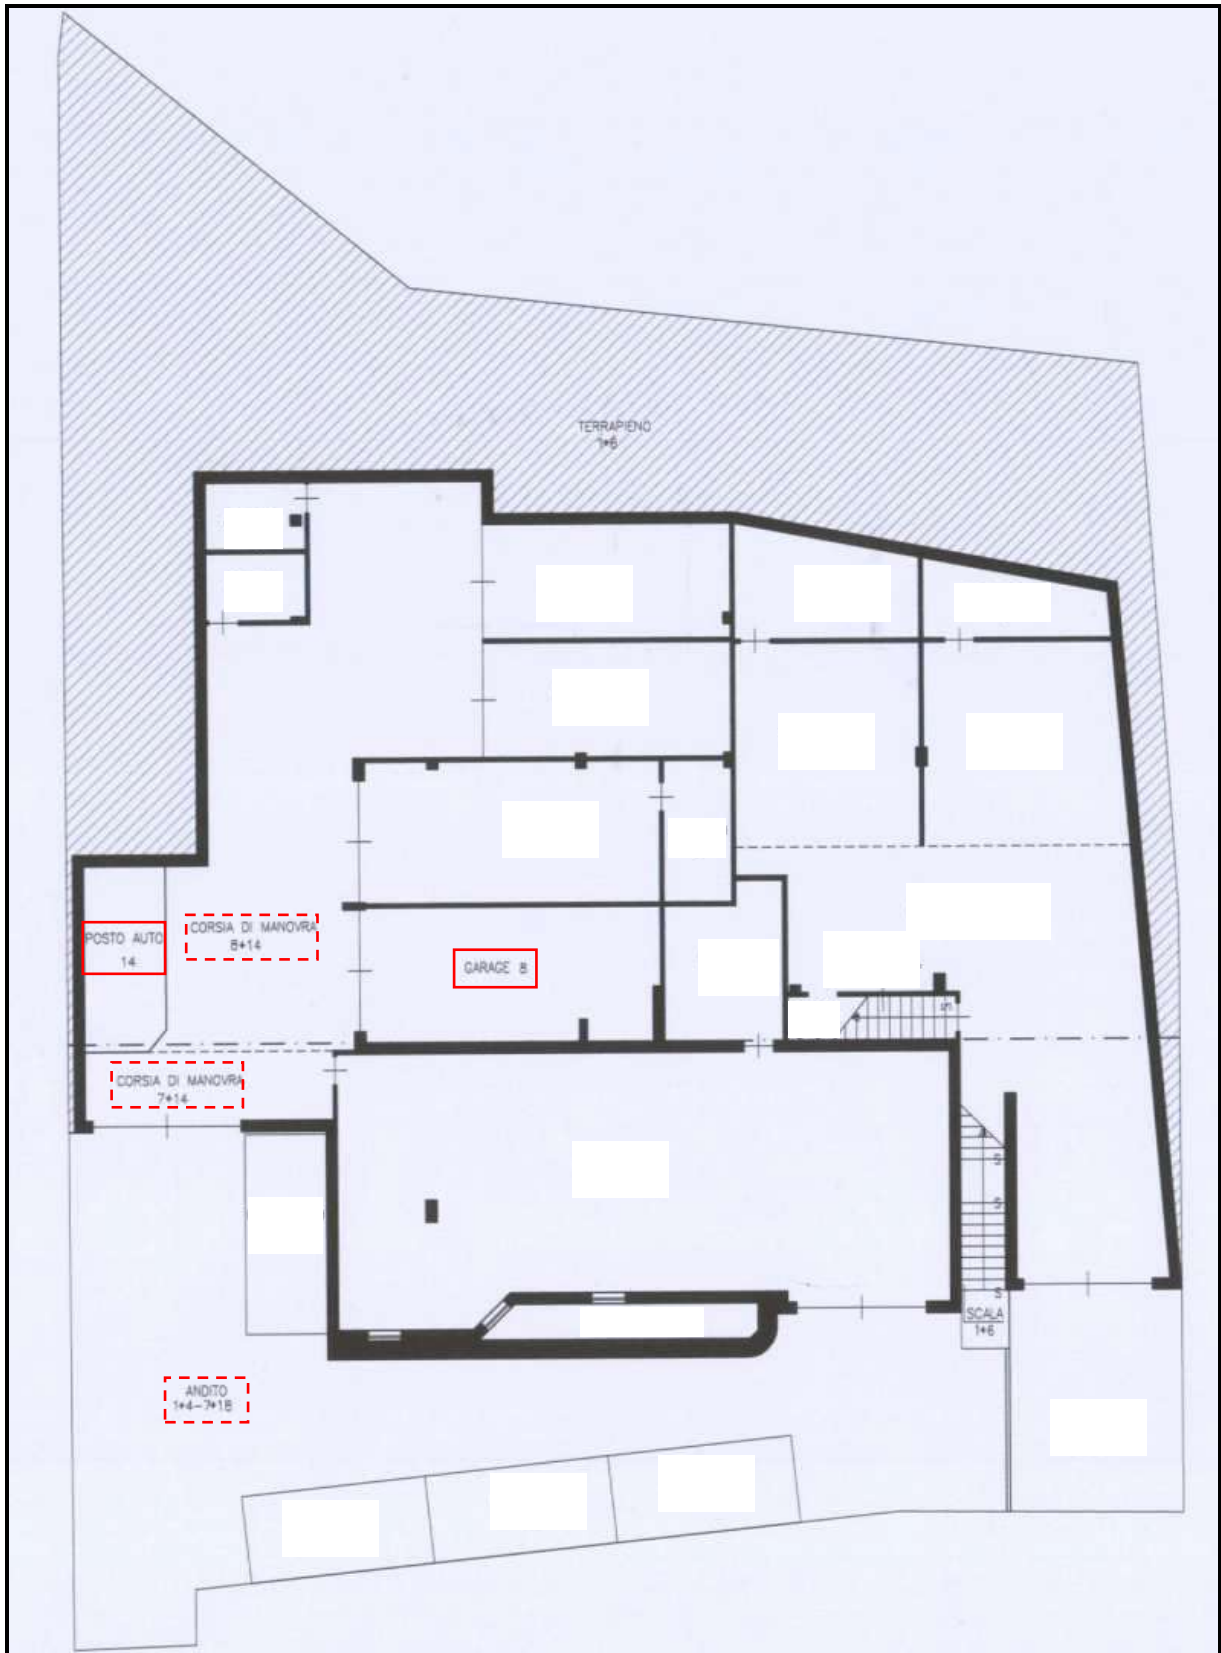 TERRAPIENO
1+6
POSTO AUTO
14
CORSIA DI MANOVRA
8+14
GARAGE 8
CORSIA DI MANOVRA
7+14
S
S
S
S
SCALA
1+6
ANDITO
1+4-7+18